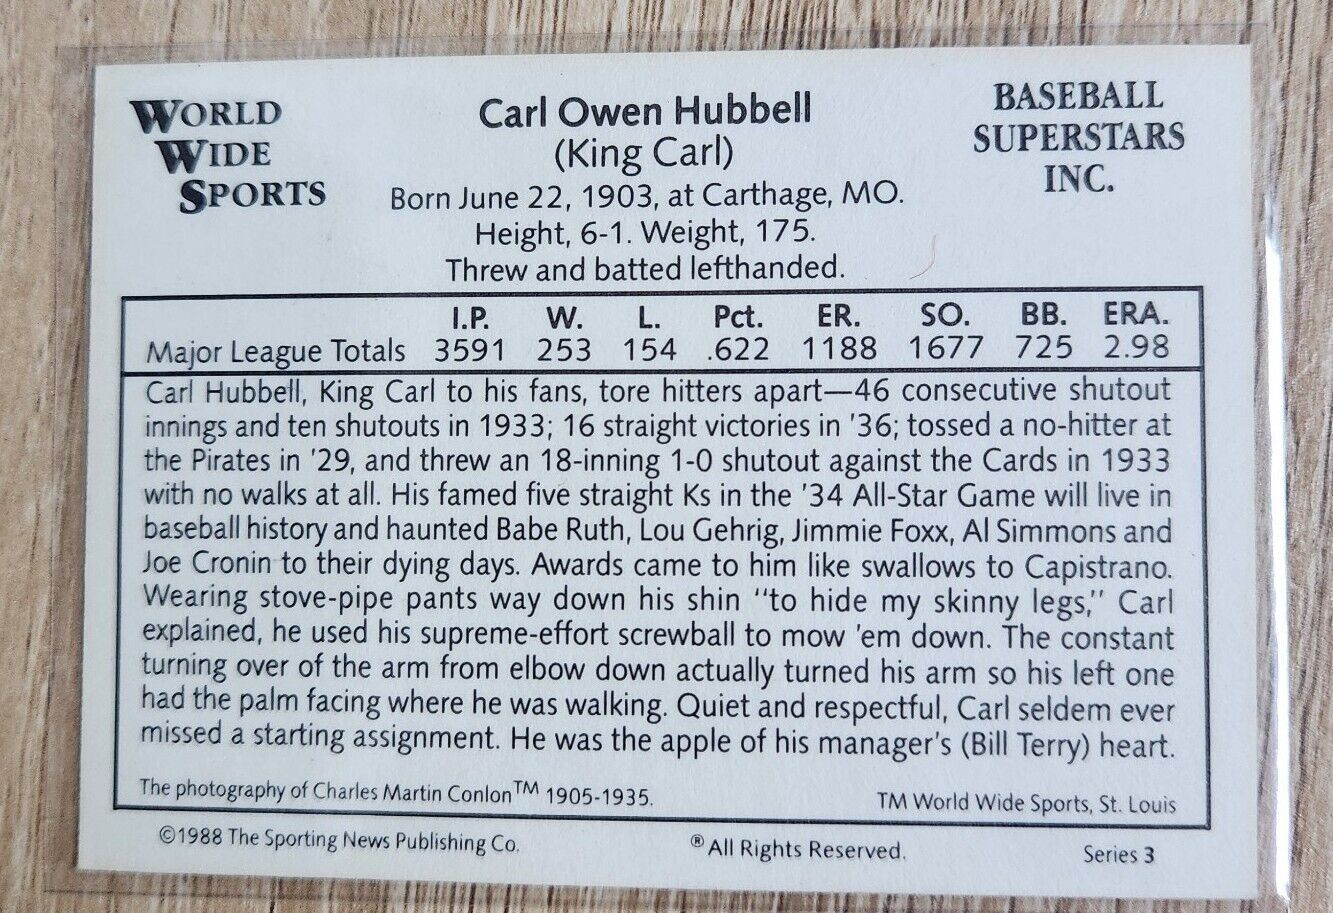 WORLD
WIDE
SPORTS
Carl Owen Hubbell
(King Carl)
Born June 22, 1903, at Carthage, MO.
Height, 6-1. Weight, 175.
Threw and batted lefthanded.
BASEBALL
SUPERSTARS
INC.
I.P. W. L. Pct. ER. SO. BB. ERA.
Major League Totals 3591 253 154 .622 1188 1677 725 2.98
Carl Hubbell, King Carl to his fans, tore hitters apart—46 consecutive shutout
innings and ten shutouts in 1933; 16 straight victories in '36; tossed a no-hitter at
the Pirates in '29, and threw an 18-inning 1-0 shutout against the Cards in 1933
with no walks at all. His famed five straight Ks in the '34 All-Star Game will live in
baseball history and haunted Babe Ruth, Lou Gehrig, Jimmie Foxx, Al Simmons and
Joe Cronin to their dying days. Awards came to him like swallows to Capistrano.
Wearing stove-pipe pants way down his shin "to hide my skinny legs," Carl
explained, he used his supreme-effort screwball to mow 'em down. The constant
turning over of the arm from elbow down actually turned his arm so his left one
had the palm facing where he was walking. Quiet and respectful, Carl seldem ever
missed a starting assignment. He was the apple of his manager's (Bill Terry) heart.
The photography of Charles Martin Conlon™ 1905-1935.
TM World Wide Sports, St. Louis
©1988 The Sporting News Publishing Co.
® All Rights Reserved.
Series 3